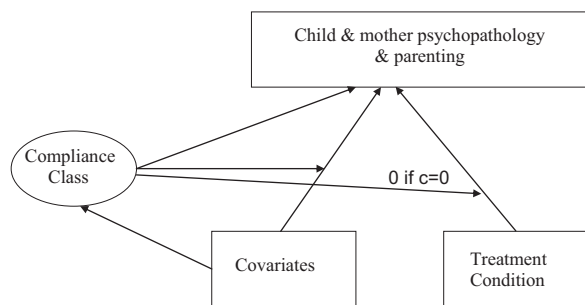 Child & mother psychopathology
& parenting
Compliance
Class
0 if c=0
Covariates
Treatment
Condition